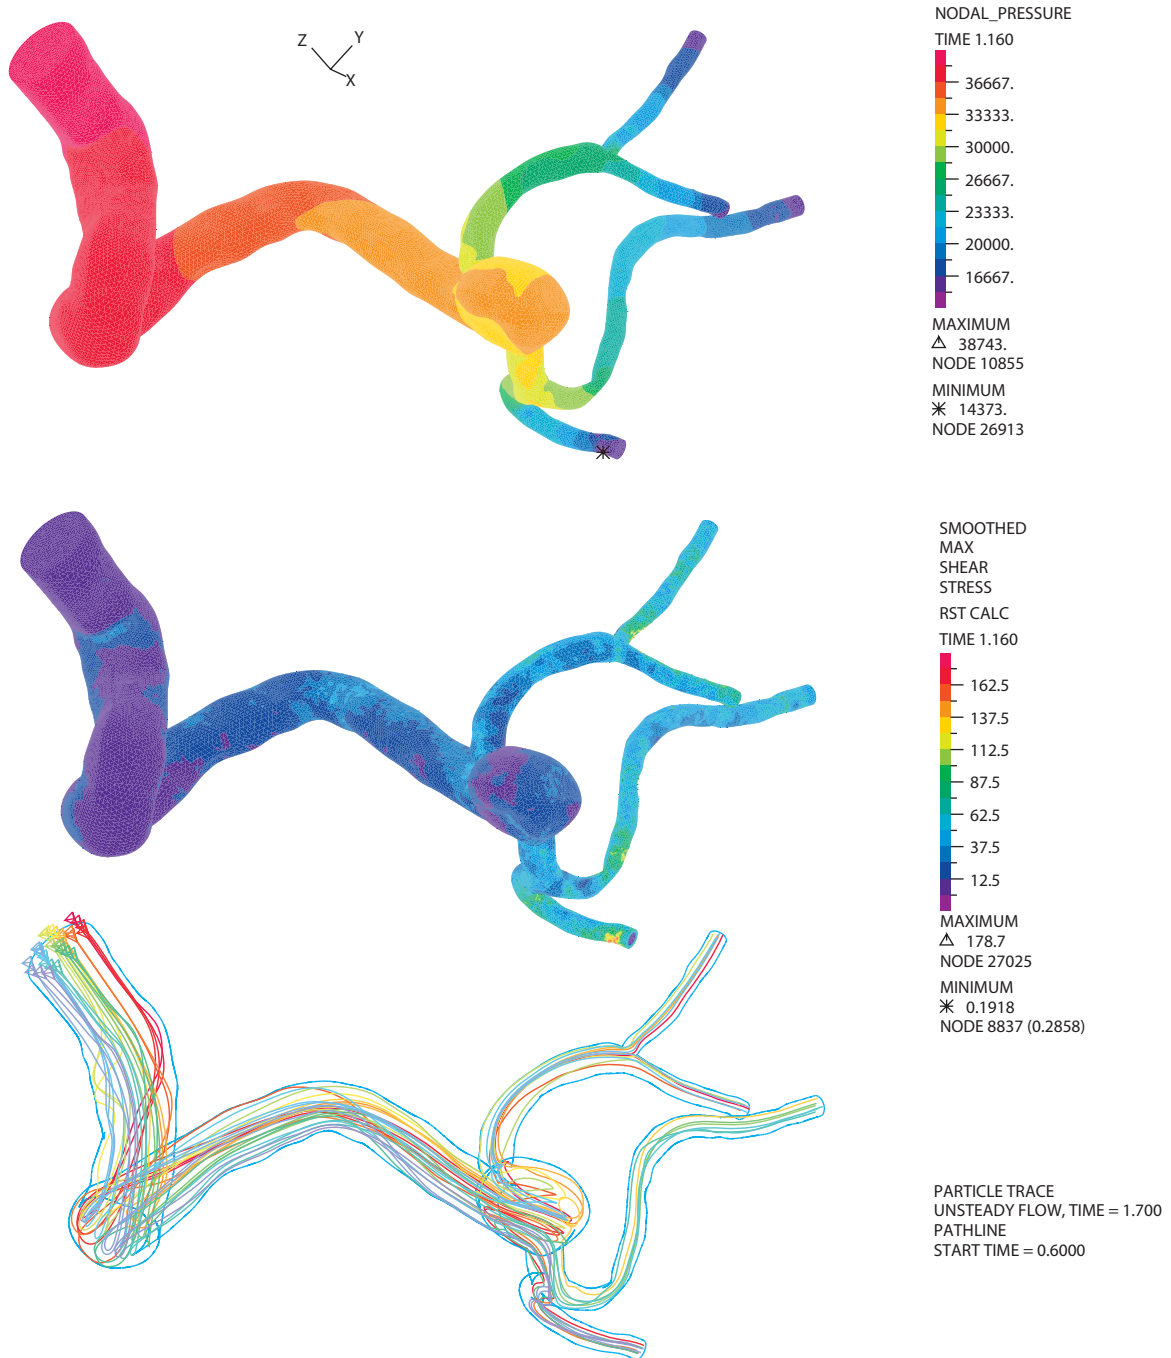 NODAL_PRESSURE
TIME 1.160
Z
Y
X
36667.
33333.
30000.
26667.
23333.
20000.
16667.
MAXIMUM
△ 38743.
NODE 10855
MINIMUM
✳ 14373.
NODE 26913
SMOOTHED
MAX
SHEAR
STRESS
RST CALC
TIME 1.160
162.5
137.5
112.5
87.5
62.5
37.5
12.5
MAXIMUM
△ 178.7
NODE 27025
MINIMUM
✳ 0.1918
NODE 8837 (0.2858)
PARTICLE TRACE
UNSTEADY FLOW, TIME = 1.700
PATHLINE
START TIME = 0.6000